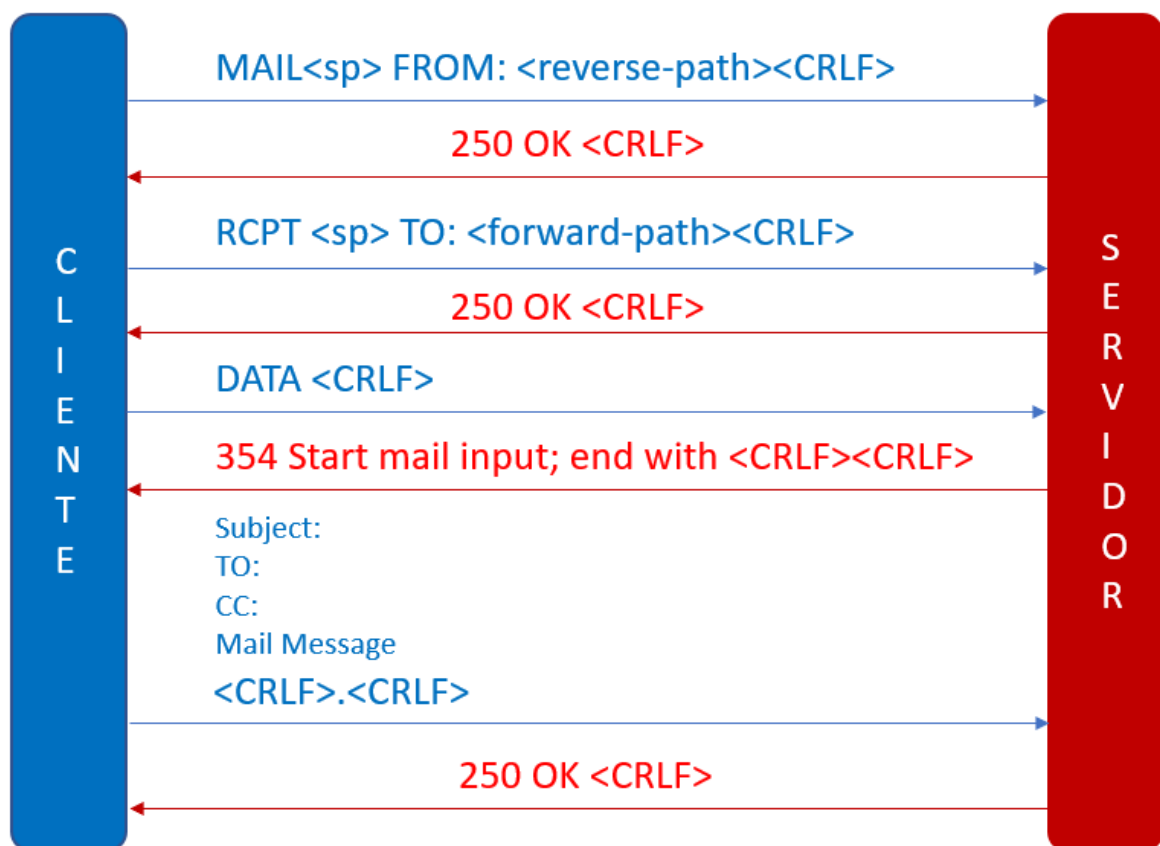 MAIL<sp> FROM: <reverse-path><CRLF>
250 OK <CRLF>
RCPT <sp> TO: <forward-path><CRLF>
250 OK <CRLF>
DATA <CRLF>
354 Start mail input; end with <CRLF><CRLF>
Subject:
TO:
CC:
Mail Message
<CRLF>.<CRLF>
250 OK <CRLF>
CLIENTE
SERVIDOR